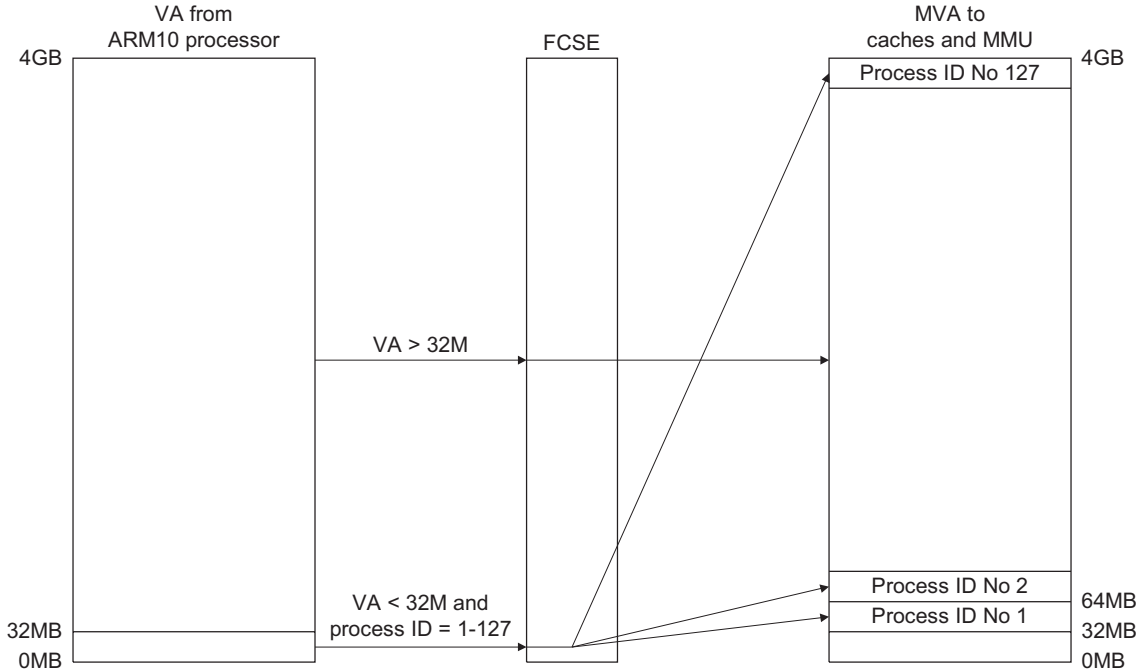 VA from
ARM10 processor
FCSE
MVA to
caches and MMU
4GB
4GB
Process ID No 127
VA > 32M
VA < 32M and
process ID = 1-127
Process ID No 2
64MB
Process ID No 1
32MB
32MB
0MB
0MB